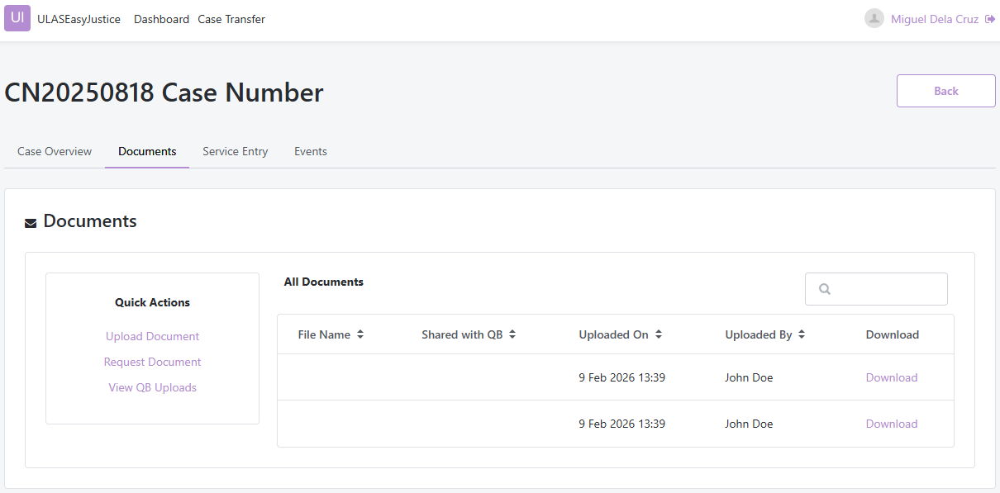 UI ULASEasyJustice Dashboard Case Transfer Miguel Dela Cruz
CN20250818 Case Number Back
Case Overview Documents Service Entry Events
Documents
Quick Actions
Upload Document
Request Document
View QB Uploads
All Documents
File Name Shared with QB Uploaded On Uploaded By Download
9 Feb 2026 13:39 John Doe Download
9 Feb 2026 13:39 John Doe Download